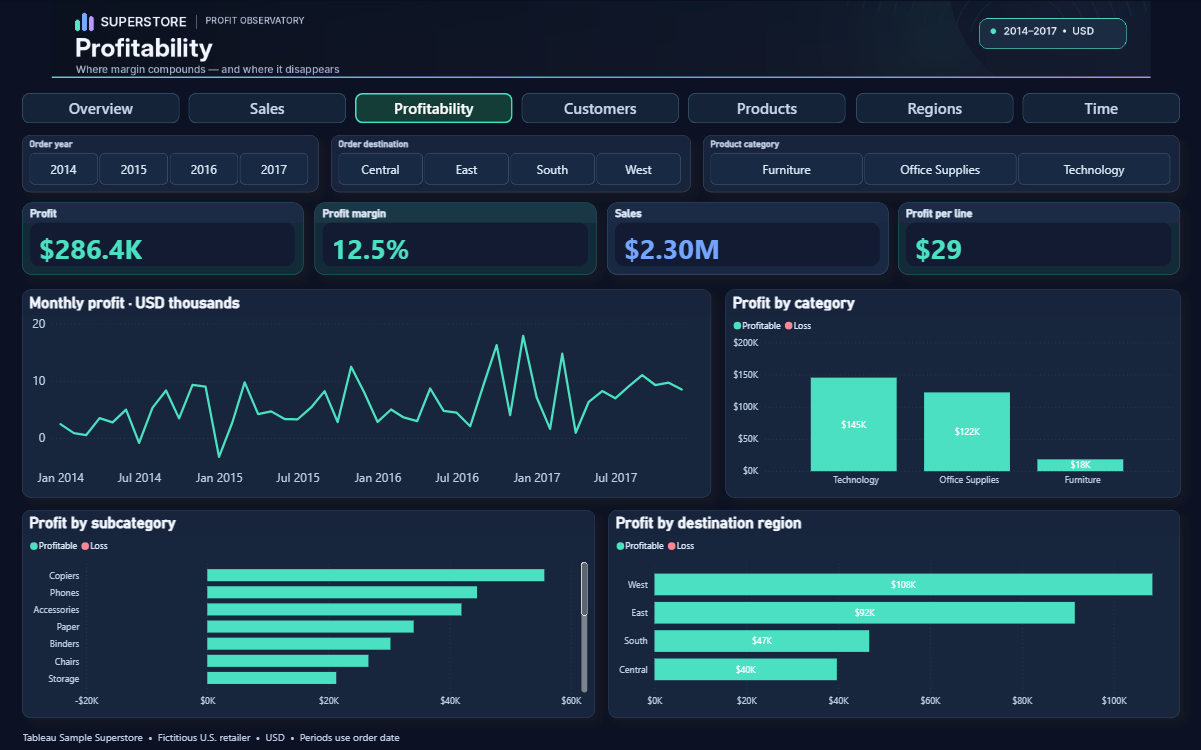 SUPERSTORE PROFIT OBSERVATORY
Profitability
Where margin compounds — and where it disappears
2014–2017 • USD
Overview Sales Profitability Customers Products Regions Time
Order year
2014 2015 2016 2017
Order destination
Central East South West
Product category
Furniture Office Supplies Technology
Profit
$286.4K
Profit margin
12.5%
Sales
$2.30M
Profit per line
$29
Monthly profit · USD thousands
20
10
0
Jan 2014 Jul 2014 Jan 2015 Jul 2015 Jan 2016 Jul 2016 Jan 2017 Jul 2017
Profit by category
Profitable Loss
$200K
$150K
$100K
$50K
$0K
$145K
$122K
$18K
Technology Office Supplies Furniture
Profit by subcategory
Profitable Loss
Copiers
Phones
Accessories
Paper
Binders
Chairs
Storage
-$20K $0K $20K $40K $60K
Profit by destination region
Profitable Loss
West $108K
East $92K
South $47K
Central $40K
$0K $20K $40K $60K $80K $100K
Tableau Sample Superstore • Fictitious U.S. retailer • USD • Periods use order date